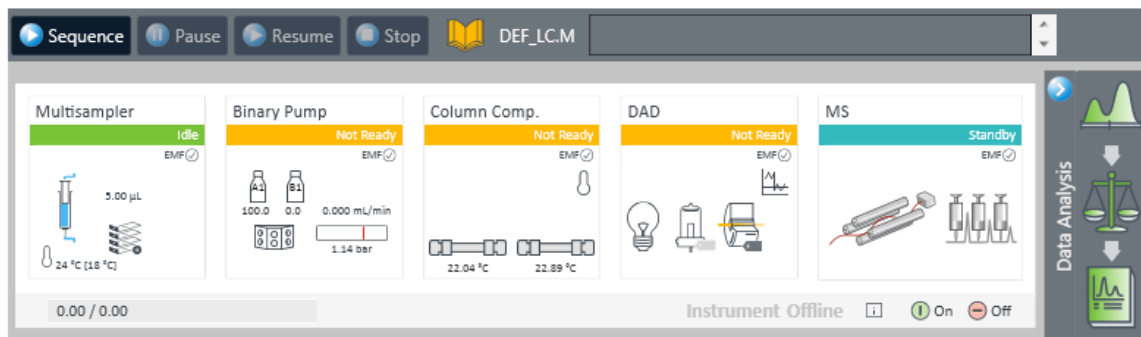 Sequence Pause Resume Stop DEF_LC.M
Multisampler Binary Pump Column Comp. DAD MS
Idle Not Ready Not Ready Not Ready Standby
EMF EMF EMF EMF EMF
A1 B1
5.00 µL
100.0 0.0 0.000 mL/min
1.14 bar
24 °C [18 °C] 22.04 °C 22.89 °C
0.00 / 0.00 Instrument Offline i On Off
Data Analysis